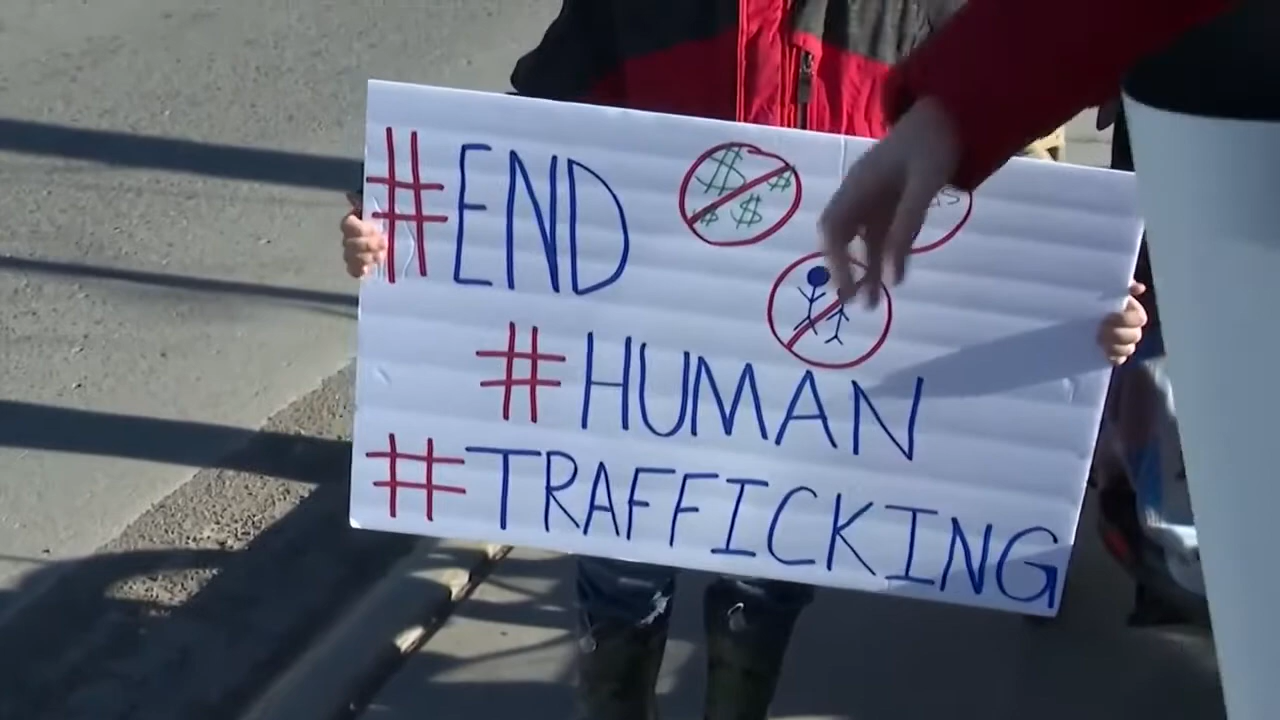 #END
$ $ $ $
#HUMAN
#TRAFFICKING